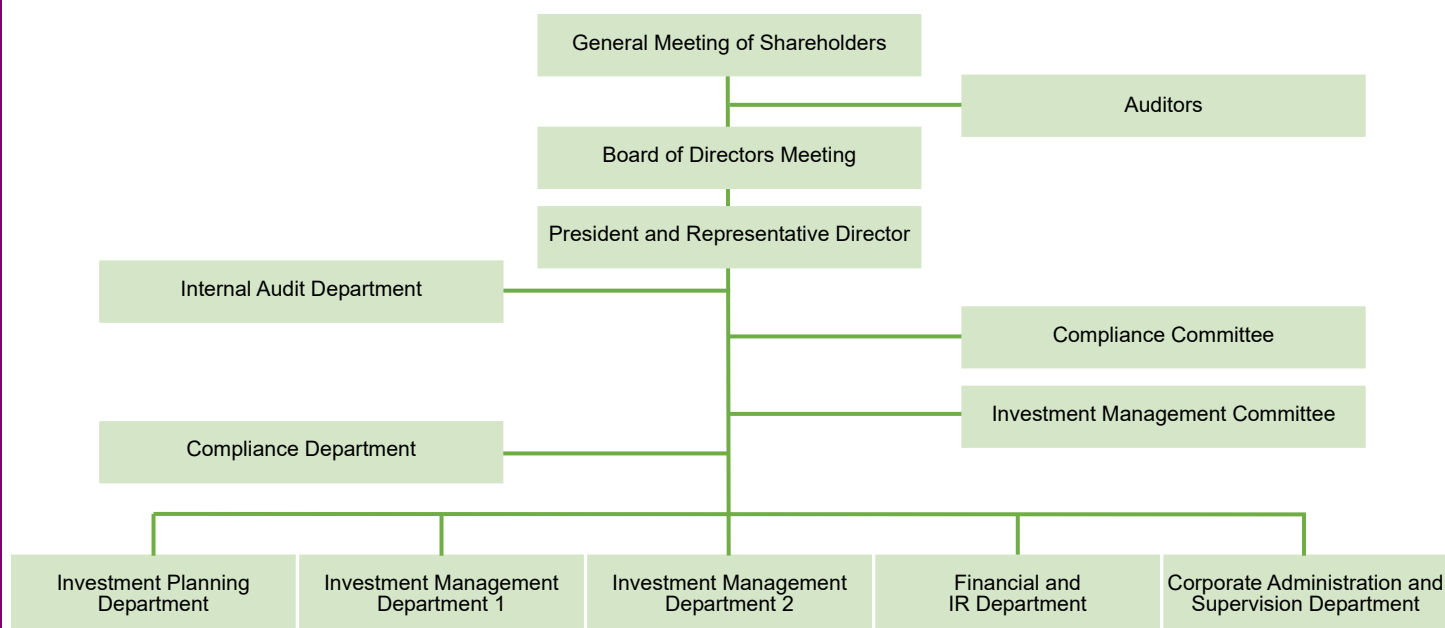 General Meeting of Shareholders
Auditors
Board of Directors Meeting
President and Representative Director
Internal Audit Department
Compliance Committee
Investment Management Committee
Compliance Department
Investment Planning
Department
Investment Management
Department 1
Investment Management
Department 2
Financial and
IR Department
Corporate Administration and
Supervision Department